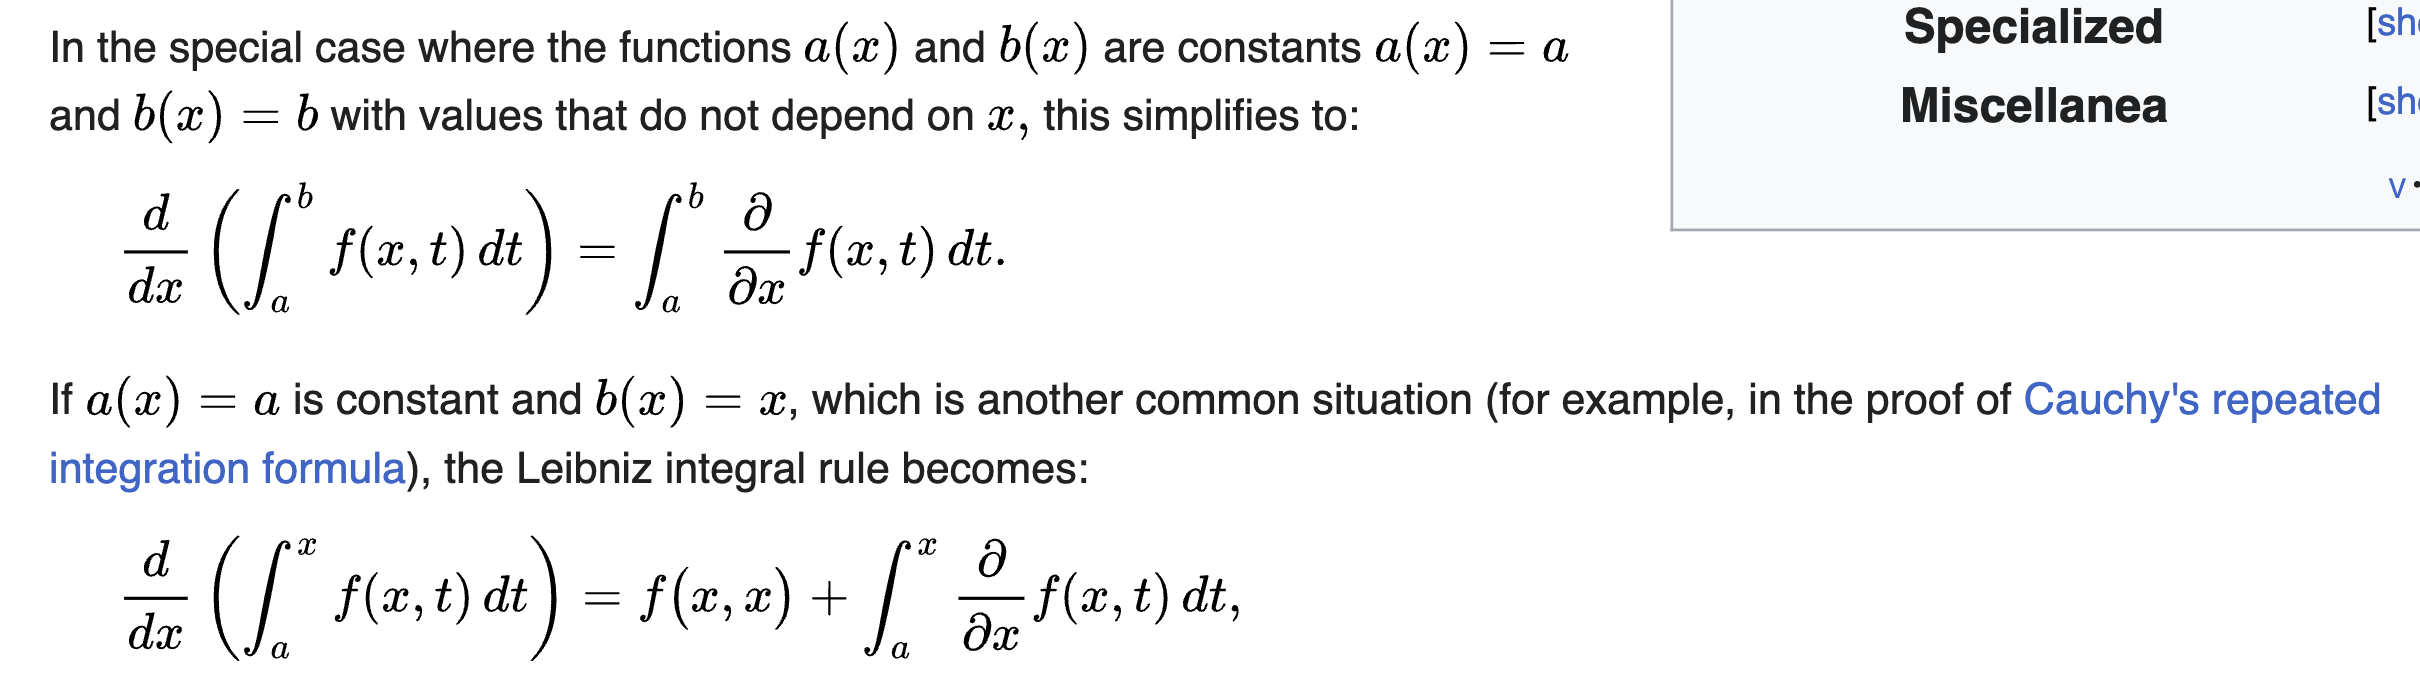 In the special case where the functions a(x) and b(x) are constants a(x) = a
and b(x) = b with values that do not depend on x, this simplifies to:
d/dx (∫_a^b f(x, t) dt) = ∫_a^b ∂/∂x f(x, t) dt.
If a(x) = a is constant and b(x) = x, which is another common situation (for example, in the proof of Cauchy's repeated
integration formula), the Leibniz integral rule becomes:
d/dx (∫_a^x f(x, t) dt) = f(x, x) + ∫_a^x ∂/∂x f(x, t) dt,
Specialized [sh
Miscellanea [sh
v •